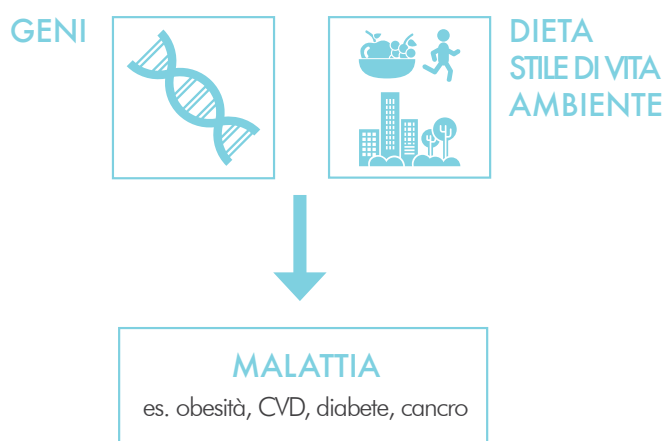 GENI
DIETA
STILE DI VITA
AMBIENTE
MALATTIA
es. obesità, CVD, diabete, cancro